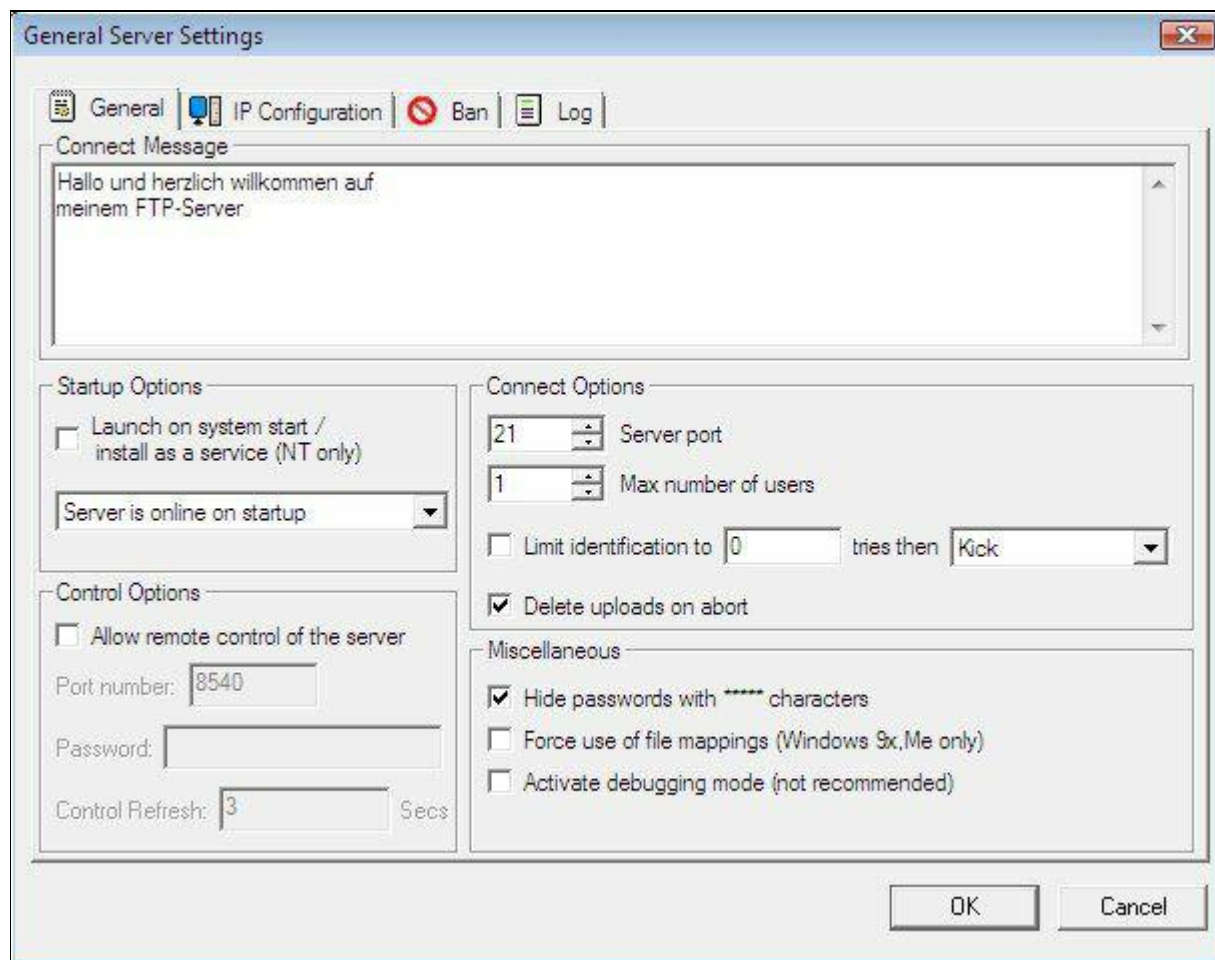 General Server Settings
General IP Configuration Ban Log
Connect Message
Hallo und herzlich willkommen auf
meinem FTP-Server
Startup Options
Launch on system start /
install as a service (NT only)
Server is online on startup
Control Options
Allow remote control of the server
Port number: 8540
Password:
Control Refresh: 3 Secs
Connect Options
21 Server port
1 Max number of users
Limit identification to 0 tries then Kick
Delete uploads on abort
Miscellaneous
Hide passwords with ***** characters
Force use of file mappings (Windows 9x,Me only)
Activate debugging mode (not recommended)
OK Cancel